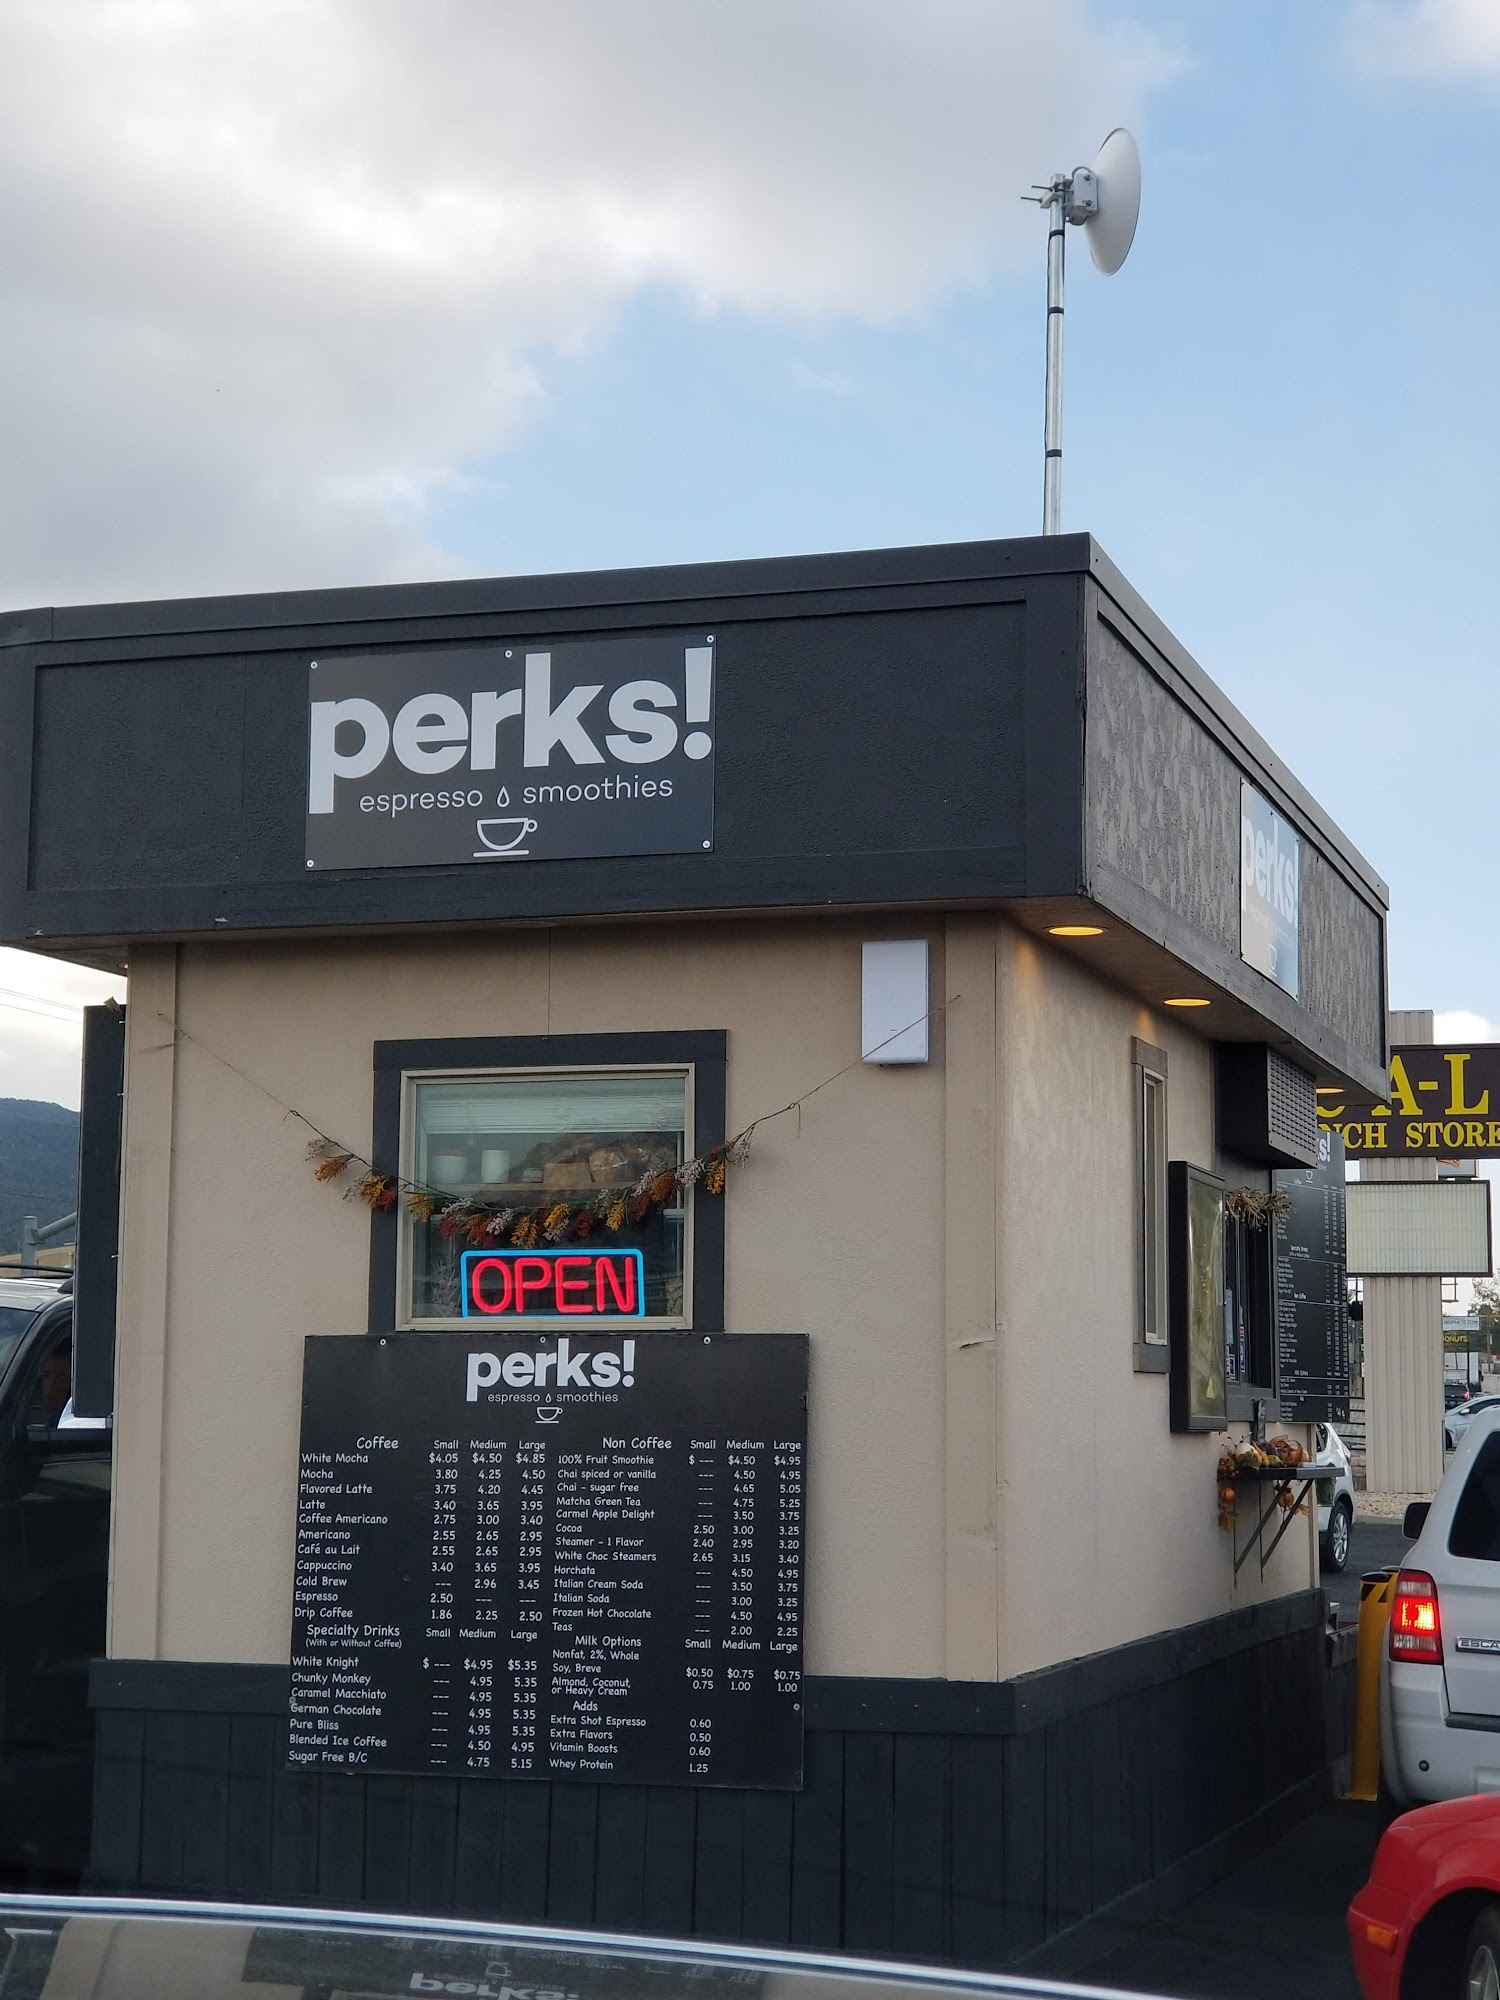 perks!
espresso smoothies
perks!
C-A-L
NCH STORE
OPEN
perks!
espresso smoothies
Coffee Small Medium Large
White Mocha $4.05 $4.50 $4.85
Mocha 3.80 4.25 4.50
Flavored Latte 3.75 4.20 4.45
Latte 3.40 3.65 3.95
Coffee Americano 2.75 3.00 3.40
Americano 2.55 2.65 2.95
Café au Lait 2.55 2.65 2.95
Cappuccino 3.40 3.65 3.95
Cold Brew --- 2.96 3.45
Espresso 2.50 --- ---
Drip Coffee 1.86 2.25 2.50
Specialty Drinks Small Medium Large
(With or Without Coffee)
White Knight $ --- $4.95 $5.35
Chunky Monkey --- 4.95 5.35
Caramel Macchiato --- 4.95 5.35
German Chocolate --- 4.95 5.35
Pure Bliss --- 4.95 5.35
Blended Ice Coffee --- 4.50 4.95
Sugar Free B/C --- 4.75 5.15
Non Coffee Small Medium Large
100% Fruit Smoothie $ --- $4.50 $4.95
Chai spiced or vanilla --- 4.50 4.95
Chai - sugar free --- 4.65 5.05
Matcha Green Tea --- 4.75 5.25
Carmel Apple Delight --- 3.50 3.75
Cocoa 2.50 3.00 3.25
Steamer - 1 Flavor 2.40 2.95 3.20
White Choc Steamers 2.65 3.15 3.40
Horchata --- 4.50 4.95
Italian Cream Soda --- 3.50 3.75
Italian Soda --- 3.00 3.25
Frozen Hot Chocolate --- 4.50 4.95
Teas --- 2.00 2.25
Milk Options Small Medium Large
Nonfat, 2%, Whole
Soy, Breve $0.50 $0.75 $0.75
Almond, Coconut, 0.75 1.00 1.00
or Heavy Cream
Adds
Extra Shot Espresso 0.60
Extra Flavors 0.50
Vitamin Boosts 0.60
Whey Protein 1.25